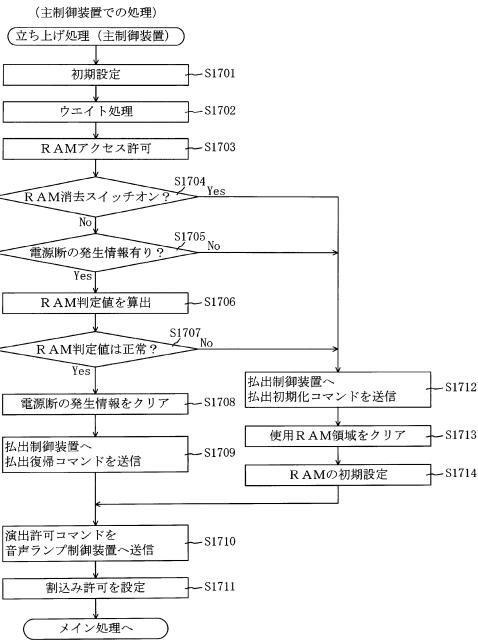 (主制御装置での処理)
立ち上げ処理(主制御装置)
初期設定
S1701
ウエイト処理
S1702
RAMアクセス許可
S1703
RAM消去スイッチオン?
S1704
Yes
No
電源断の発生情報有り?
S1705
No
Yes
RAM判定値を算出
S1706
RAM判定値は正常?
S1707
No
Yes
電源断の発生情報をクリア
S1708
払出制御装置へ
払出復帰コマンドを送信
S1709
払出制御装置へ
払出初期化コマンドを送信
S1712
使用RAM領域をクリア
S1713
RAMの初期設定
S1714
演出許可コマンドを
音声ランプ制御装置へ送信
S1710
割込み許可を設定
S1711
メイン処理へ